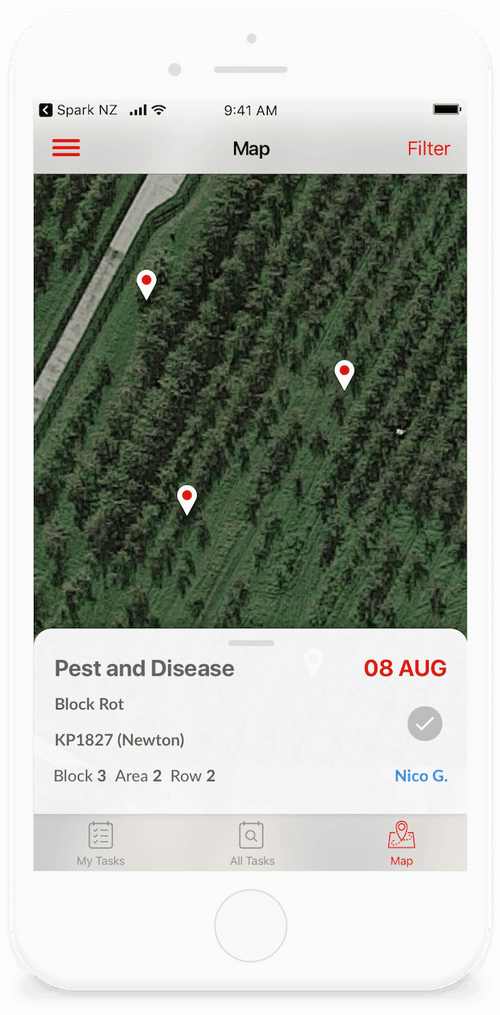 Spark NZ 9:41 AM
Map Filter
Pest and Disease 08 AUG
Block Rot
KP1827 (Newton)
Block 3 Area 2 Row 2 Nico G.
My Tasks All Tasks Map